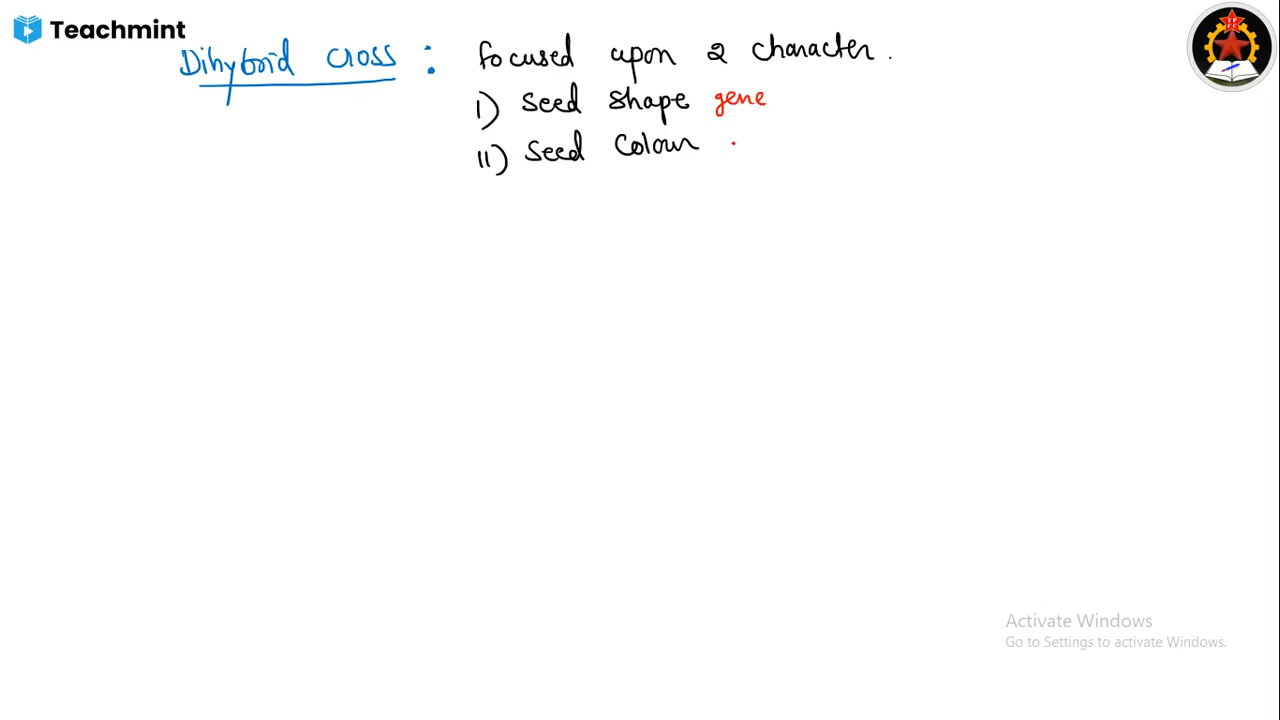 Teachmint
Dihybrid cross : focused upon 2 character .
I) Seed shape gene
II) Seed colour
Activate Windows
Go to Settings to activate Windows.